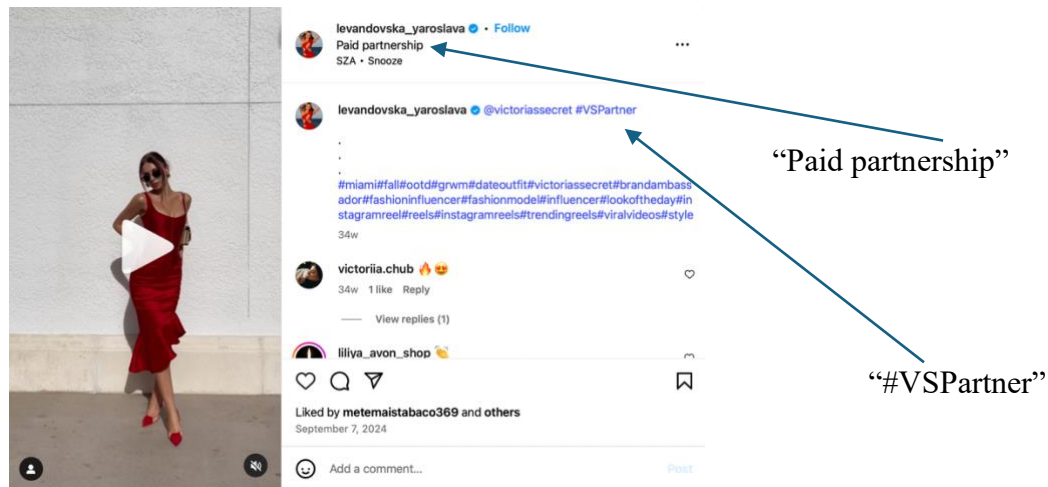 levandovska_yaroslava • Follow
Paid partnership
SZA • Snooze
levandovska_yaroslava @victoriassecret #VSPartner
.
.
.
#miami#fall#ootd#grwm#dateoutfit#victoriassecret#brandambass
ador#fashioninfluencer#fashionmodel#influencer#lookoftheday#in
stagramreel#reels#instagramreels#trendingreels#viralvideos#style
34w
victoriia.chub 🔥😍
34w 1 like Reply
View replies (1)
liliya_avon_shop 👏
Liked by metemaistabaco369 and others
September 7, 2024
Add a comment...
Post
“Paid partnership”
“#VSPartner”